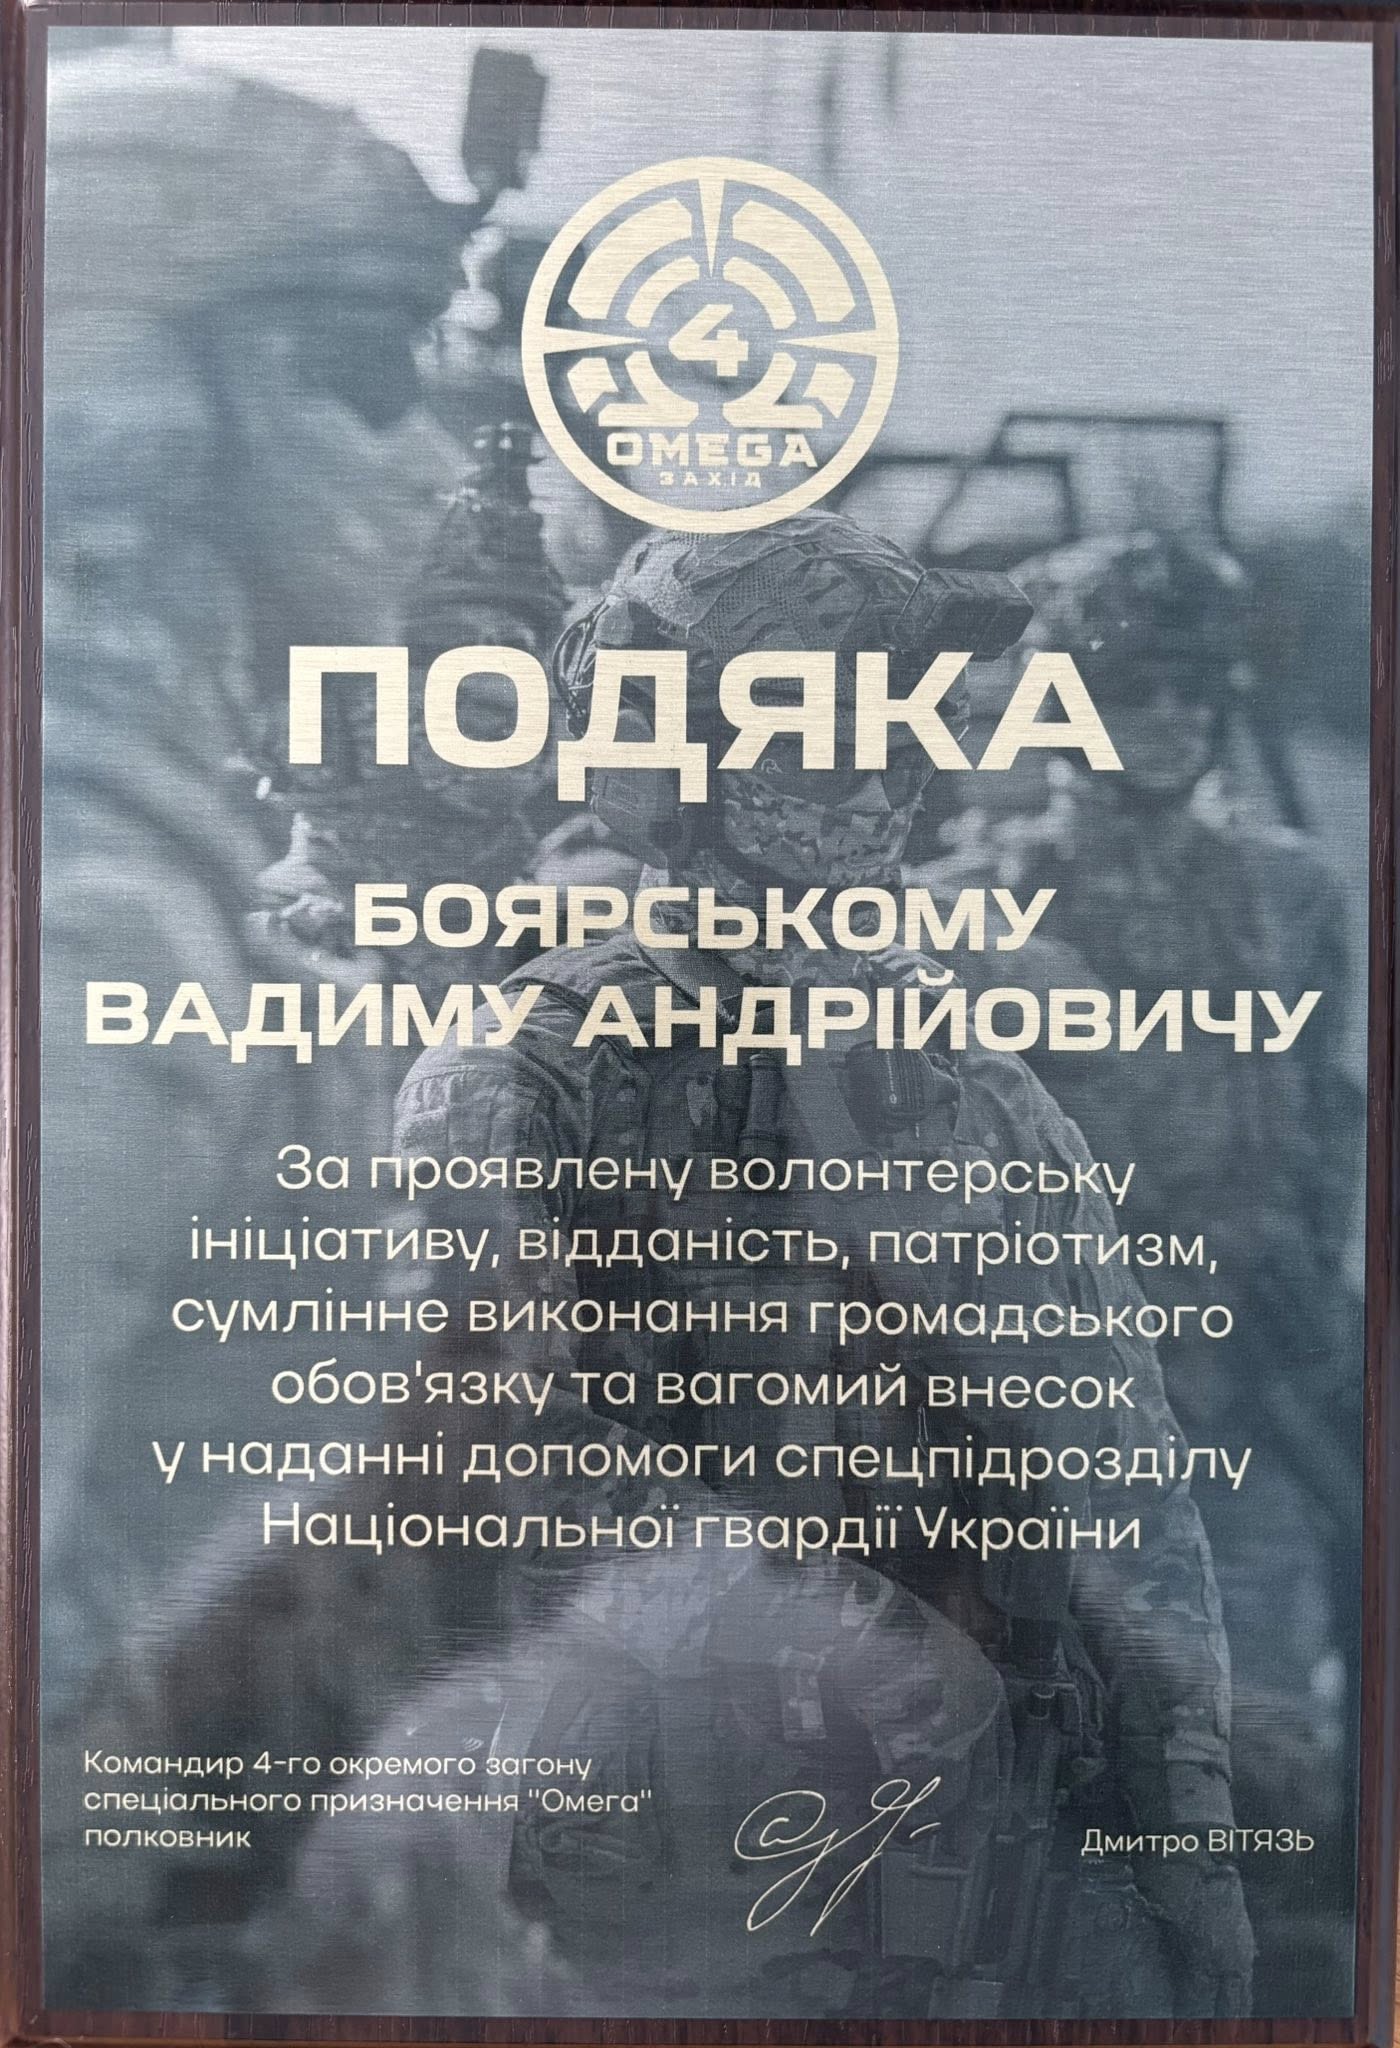 4
OMEGA
ЗАХІД
ПОДЯКА
БОЯРСЬКОМУ
ВАДИМУ АНДРІЙОВИЧУ
За проявлену волонтерську
ініціативу, відданість, патріотизм,
сумлінне виконання громадського
обов'язку та вагомий внесок
у наданні допомоги спецпідрозділу
Національної гвардії України
Командир 4-го окремого загону
спеціального призначення "Омега"
полковник
Дмитро ВІТЯЗЬ